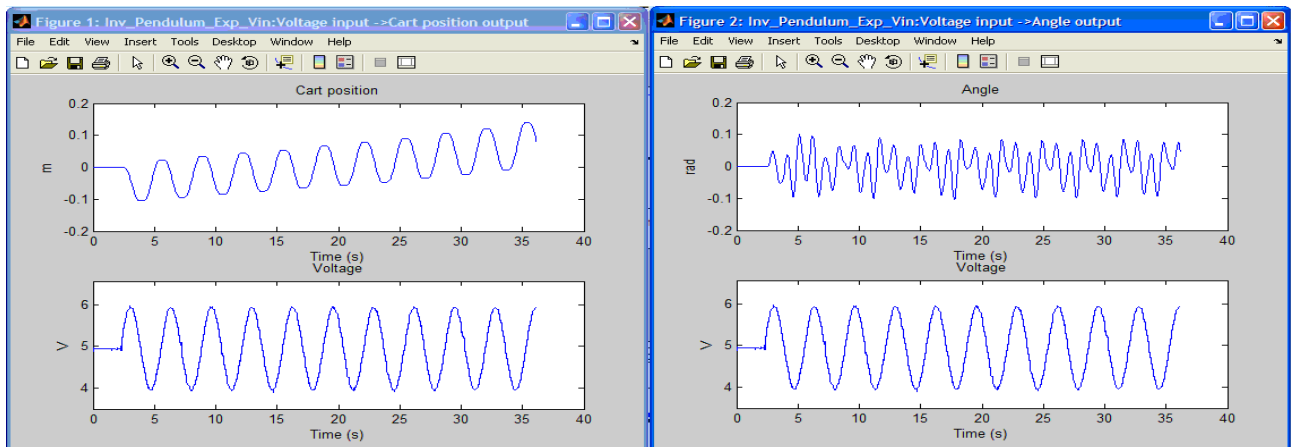 Figure 1: Inv_Pendulum_Exp_Vin:Voltage input ->Cart position output
File Edit View Insert Tools Desktop Window Help
Cart position
0.2
0.1
0
-0.1
-0.2
m
0 5 10 15 20 25 30 35 40
Time (s)
Voltage
6
5
4
V
0 5 10 15 20 25 30 35 40
Time (s)
Figure 2: Inv_Pendulum_Exp_Vin:Voltage input ->Angle output
File Edit View Insert Tools Desktop Window Help
Angle
0.2
0.1
0
-0.1
-0.2
rad
0 5 10 15 20 25 30 35 40
Time (s)
Voltage
6
5
4
V
0 5 10 15 20 25 30 35 40
Time (s)